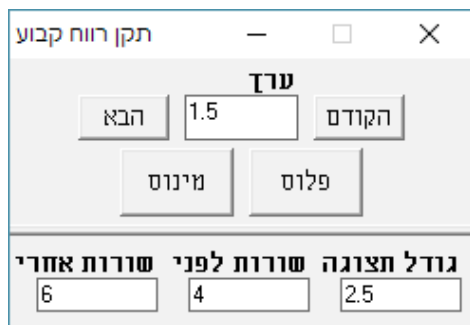 תקן רווח קבוע
ערך
הקודם 1.5 הבא
פלוס מינוס
גודל תצוגה שורות לפני שורות אחרי
2.5 4 6